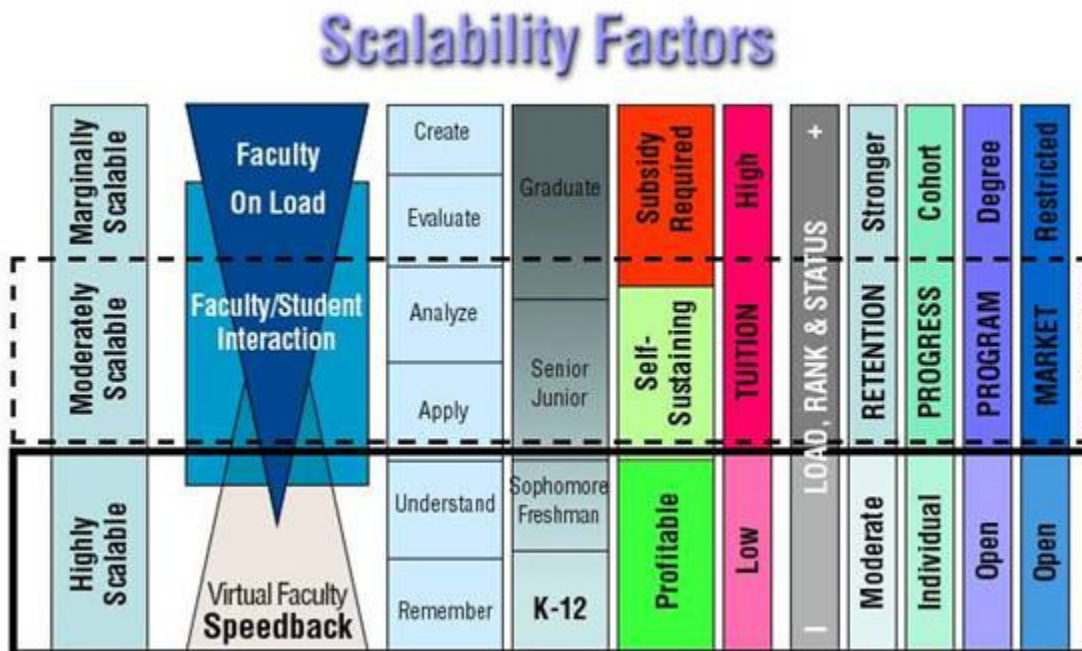 Scalability Factors
Marginally
Scalable
Moderately
Scalable
Highly
Scalable
Faculty
On Load
Faculty/Student
Interaction
Virtual Faculty
Speedback
Create
Evaluate
Analyze
Apply
Understand
Remember
Graduate
Senior
Junior
Sophomore
Freshman
K-12
Subsidy
Required
Self-
Sustaining
Profitable
High
TUITION
Low
+
LOAD, RANK & STATUS
–
Stronger
RETENTION
Moderate
Cohort
PROGRESS
Individual
Degree
PROGRAM
Open
Restricted
MARKET
Open